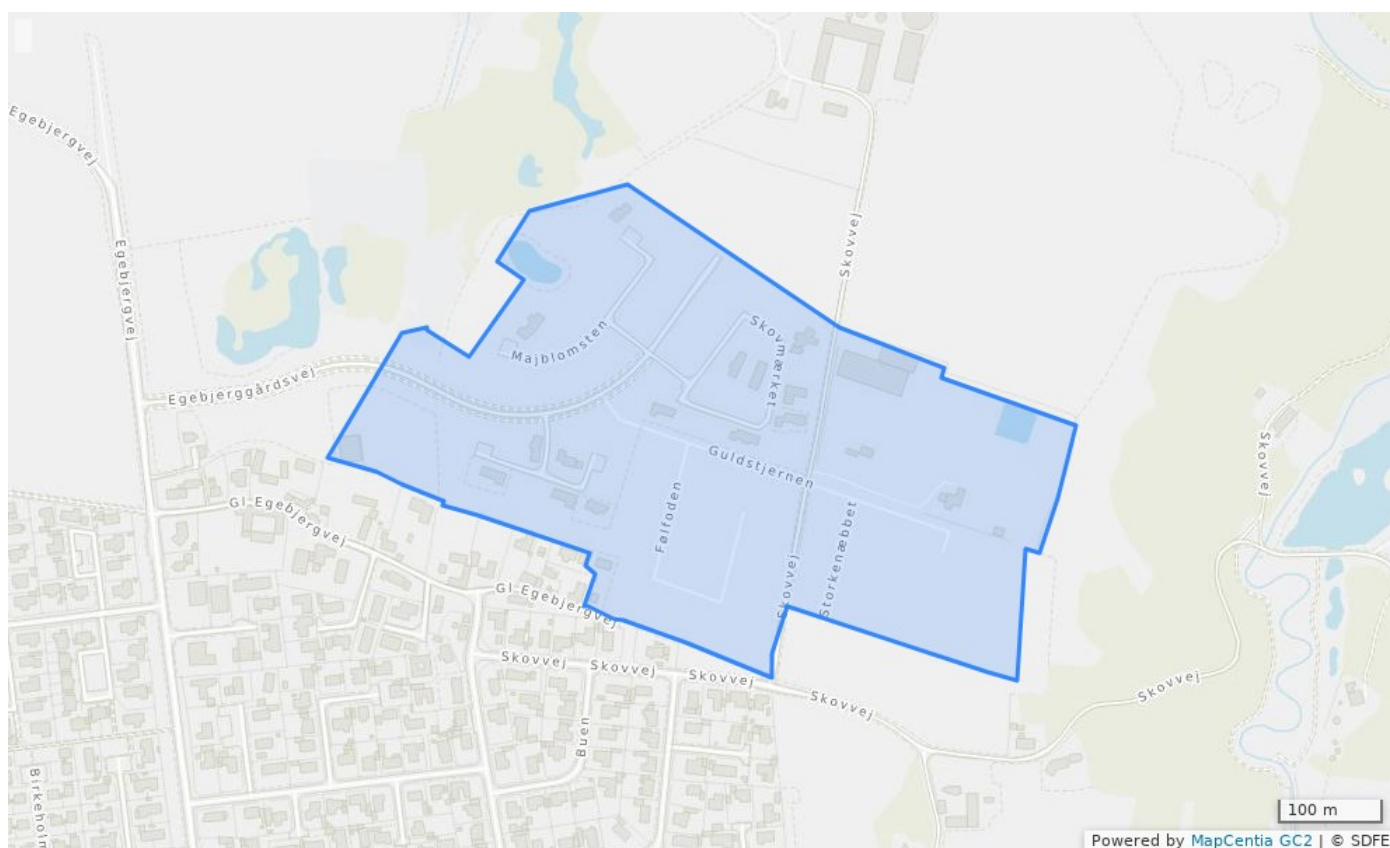 Egebjergvej
Egebjergvej
Skovvej
Majblomsten
Skovmærket
Egebjerggårdsvej
Guldstjernen
Skovvej
Følfoden
Gl Egebjergvej
Storkenæbbet
Skovvej
Gl Egebjergvej
Skovvej
Skovvej
Skovvej
Skovvej
Skovvej
Buen
Birkeholm
100 m
Powered by MapCentia GC2 | © SDFE